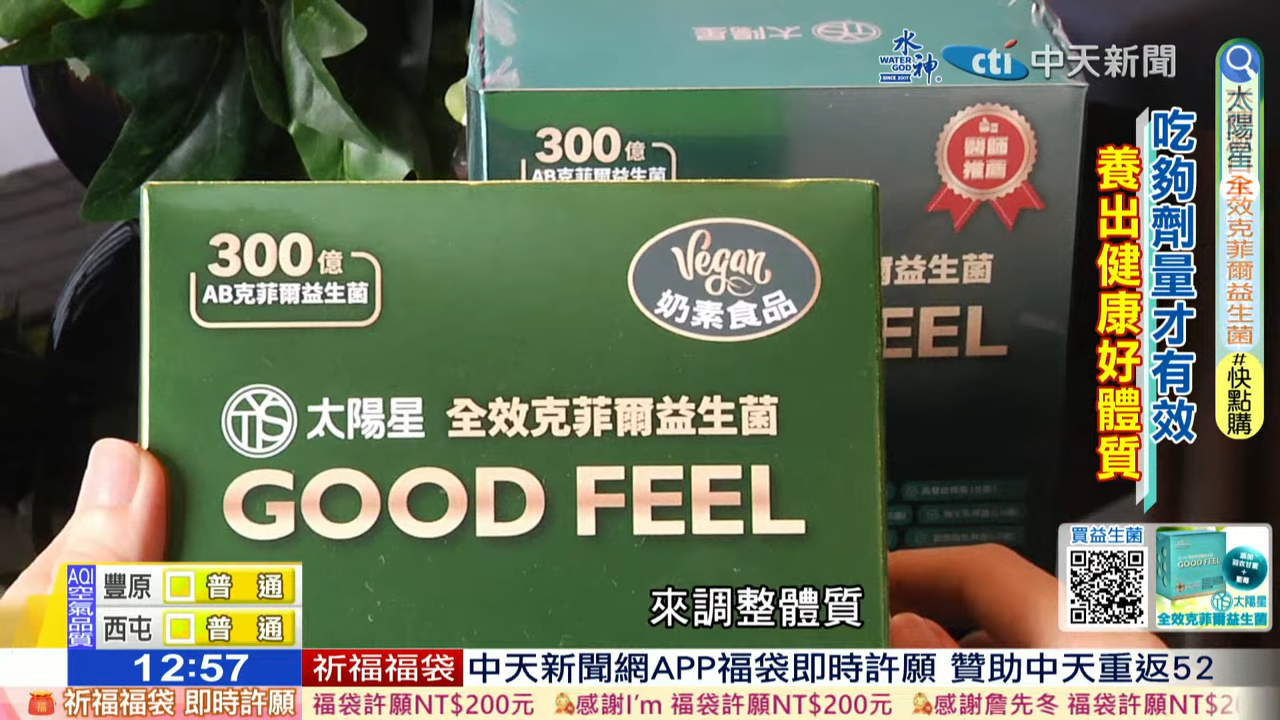 太陽星
水神
WATER GOD
SINCE 2007
cti 中天新聞
太陽星全效克菲爾益生菌
#快點購
吃夠劑量才有效
養出健康好體質
300億
AB克菲爾益生菌
醫師
推薦
爾益生菌
EEL
300億
AB克菲爾益生菌
Vegan
奶素食品
TYS 太陽星 全效克菲爾益生菌
GOOD FEEL
來調整體質
買益生菌
GOOD FEEL
太陽星
全效克菲爾益生菌
AQI
空氣品質
豐原 普通
西屯 普通
12:57
祈福福袋 中天新聞網APP福袋即時許願 贊助中天重返52
祈福福袋 即時許願 福袋許願NT$200元 感謝I'm 福袋許願NT$200元 感謝詹先冬 福袋許願NT$2